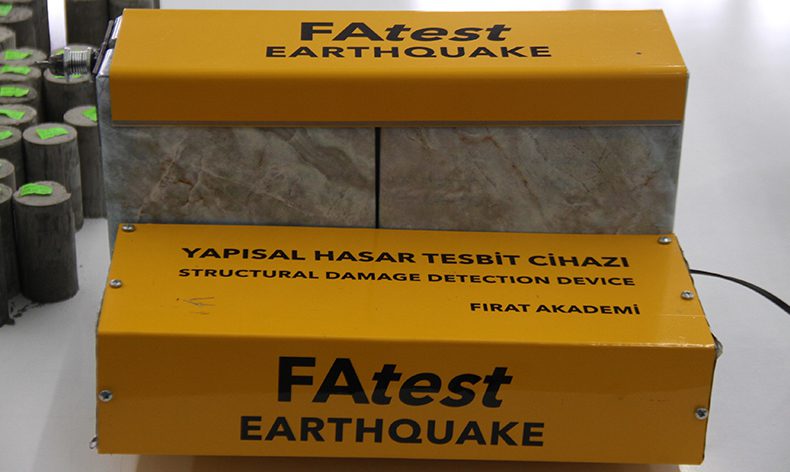 FAtest
EARTHQUAKE
YAPISAL HASAR TESBİT CİHAZI
STRUCTURAL DAMAGE DETECTION DEVICE
FIRAT AKADEMİ
FAtest
EARTHQUAKE